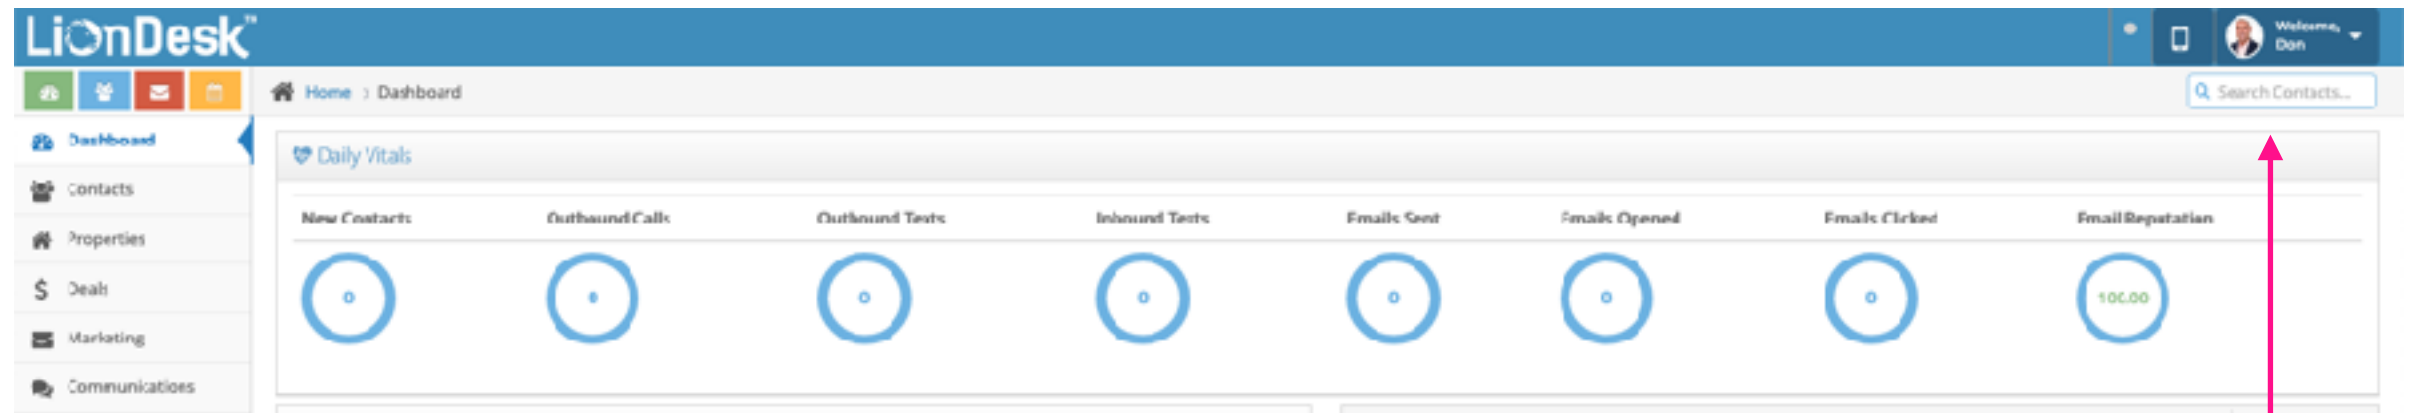 LionDesk™
Welcome,
Don
Home › Dashboard
Search Contacts...
Dashboard
Contacts
Properties
Deals
Marketing
Communications
Daily Vitals
New Contacts Outbound Calls Outbound Texts Inbound Texts Emails Sent Emails Opened Emails Clicked Email Reputation
0 0 0 0 0 0 0 100.00